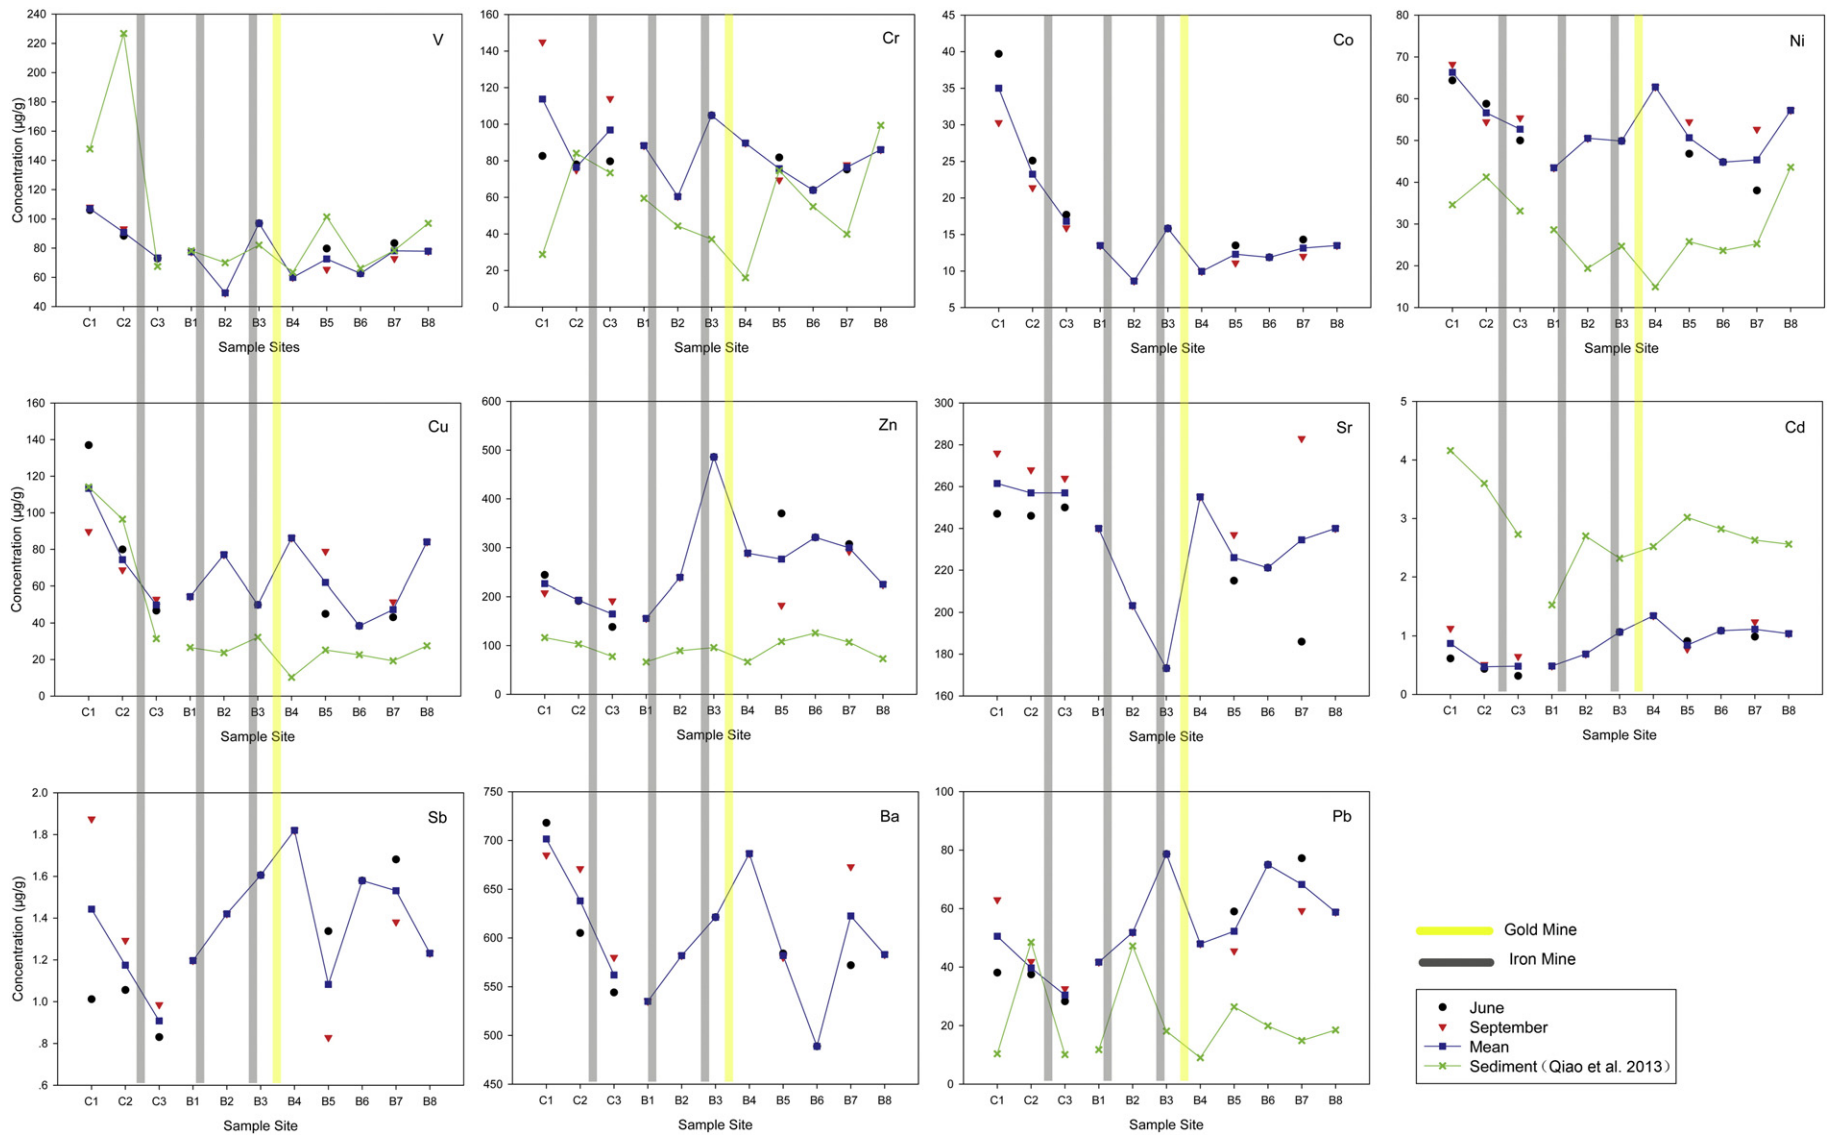 V
Concentration (µg/g)
240
220
200
180
160
140
120
100
80
60
40
C1 C2 C3 B1 B2 B3 B4 B5 B6 B7 B8
Sample Sites
Cr
160
140
120
100
80
60
40
20
0
C1 C2 C3 B1 B2 B3 B4 B5 B6 B7 B8
Sample Site
Co
45
40
35
30
25
20
15
10
5
C1 C2 C3 B1 B2 B3 B4 B5 B6 B7 B8
Sample Site
Ni
80
70
60
50
40
30
20
10
C1 C2 C3 B1 B2 B3 B4 B5 B6 B7 B8
Sample Site
Cu
Concentration (µg/g)
160
140
120
100
80
60
40
20
0
C1 C2 C3 B1 B2 B3 B4 B5 B6 B7 B8
Sample Site
Zn
600
500
400
300
200
100
0
C1 C2 C3 B1 B2 B3 B4 B5 B6 B7 B8
Sample Site
Sr
300
280
260
240
220
200
180
160
C1 C2 C3 B1 B2 B3 B4 B5 B6 B7 B8
Sample Site
Cd
5
4
3
2
1
0
C1 C2 C3 B1 B2 B3 B4 B5 B6 B7 B8
Sample Site
Sb
Concentration (µg/g)
2.0
1.8
1.6
1.4
1.2
1.0
.8
.6
C1 C2 C3 B1 B2 B3 B4 B5 B6 B7 B8
Sample Site
Ba
750
700
650
600
550
500
450
C1 C2 C3 B1 B2 B3 B4 B5 B6 B7 B8
Sample Site
Pb
100
80
60
40
20
0
C1 C2 C3 B1 B2 B3 B4 B5 B6 B7 B8
Sample Site
Gold Mine
Iron Mine
June
September
Mean
Sediment（Qiao et al. 2013）